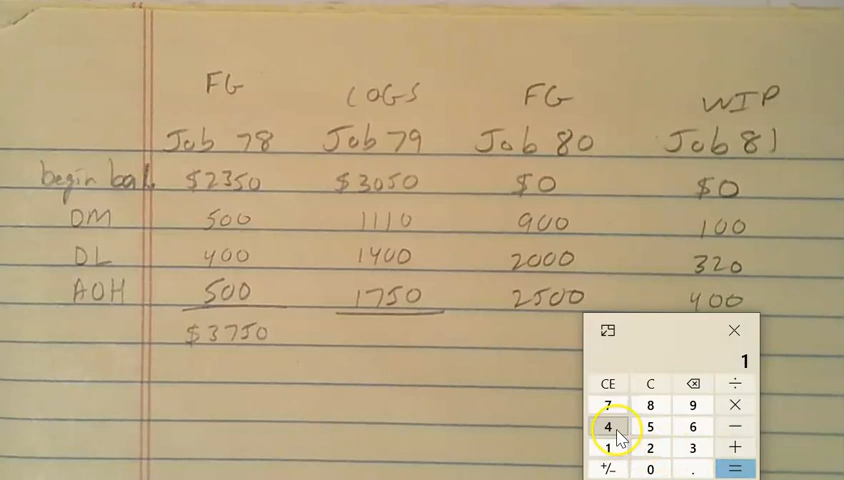 FG COGS FG WIP
Job 78 Job 79 Job 80 Job 81
begin bal. $2350 $3050 $0 $0
DM 500 1110 900 100
DL 400 1400 2000 320
AOH 500 1750 2500 400
$3750
1
CE C ÷
7 8 9 ×
4 5 6 −
1 2 3 +
+/− 0 . =